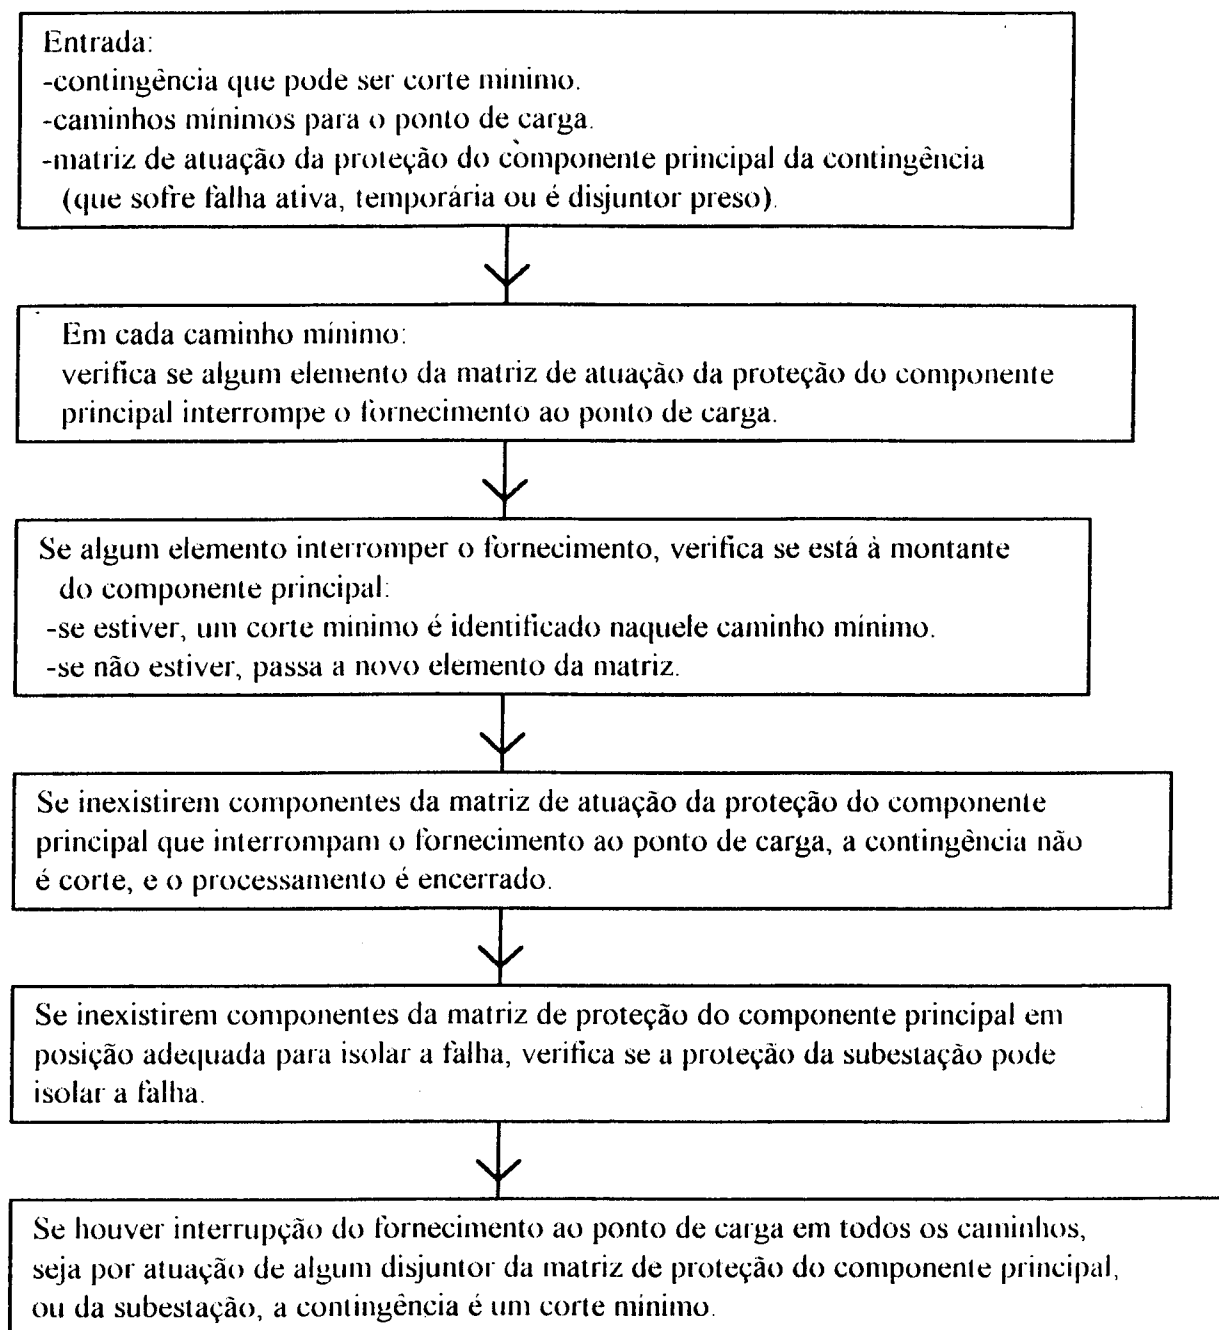 Entrada:
-contingência que pode ser corte mínimo.
-caminhos mínimos para o ponto de carga.
-matriz de atuação da proteção do componente principal da contingência
(que sofre falha ativa, temporária ou é disjuntor preso).
Em cada caminho mínimo:
verifica se algum elemento da matriz de atuação da proteção do componente
principal interrompe o fornecimento ao ponto de carga.
Se algum elemento interromper o fornecimento, verifica se está à montante
do componente principal:
-se estiver, um corte mínimo é identificado naquele caminho mínimo.
-se não estiver, passa a novo elemento da matriz.
Se inexistirem componentes da matriz de atuação da proteção do componente
principal que interrompam o fornecimento ao ponto de carga, a contingência não
é corte, e o processamento é encerrado.
Se inexistirem componentes da matriz de proteção do componente principal em
posição adequada para isolar a falha, verifica se a proteção da subestação pode
isolar a falha.
Se houver interrupção do fornecimento ao ponto de carga em todos os caminhos,
seja por atuação de algum disjuntor da matriz de proteção do componente principal,
ou da subestação, a contingência é um corte mínimo.